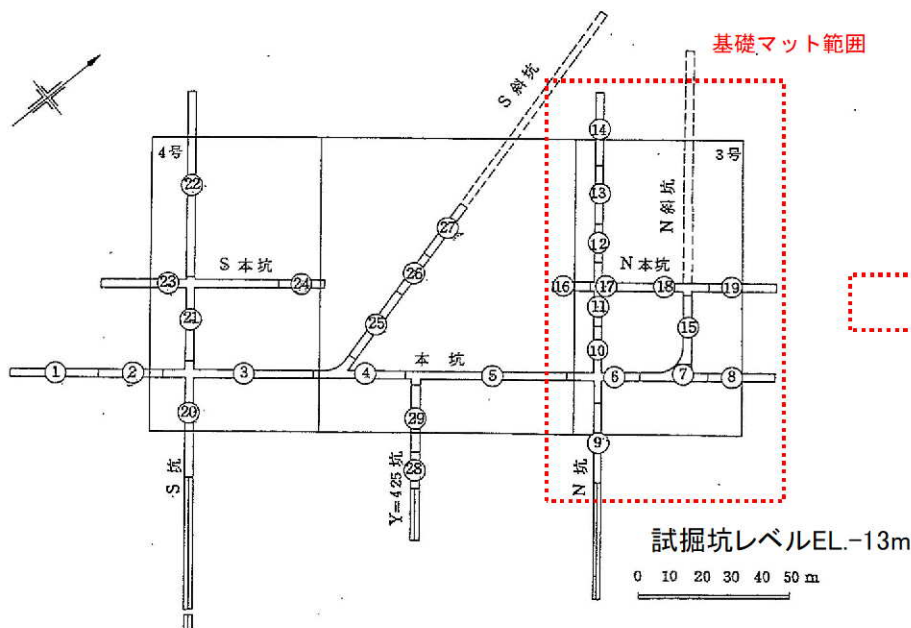 基礎マット範囲
S 斜坑
⑭
4号
3号
㉒
⑬
N 斜坑
㉗
⑫
S 本坑
N 本坑
㉖
㉓
㉔
⑯
⑰
⑱
⑲
⑪
㉑
㉕
⑮
⑩
本 坑
①
②
③
④
⑤
⑥
⑦
⑧
⑳
㉙
⑨
S 坑
Y=425坑
㉘
N 坑
試掘坑レベルEL.-13m
0 10 20 30 40 50 m